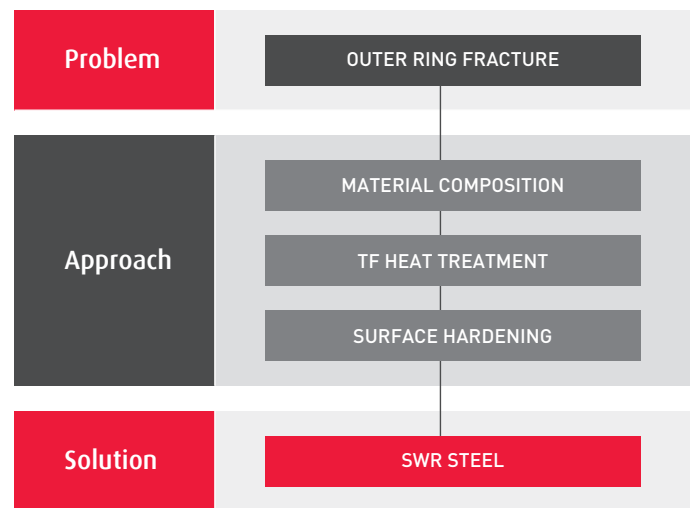 Problem
OUTER RING FRACTURE
Approach
MATERIAL COMPOSITION
TF HEAT TREATMENT
SURFACE HARDENING
Solution
SWR STEEL